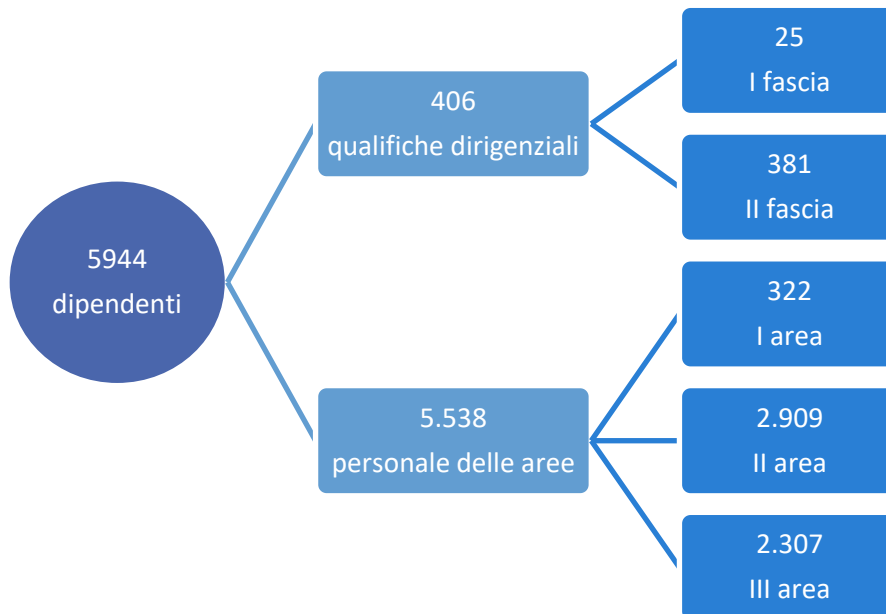 5944
dipendenti
406
qualifiche dirigenziali
25
I fascia
381
II fascia
5.538
personale delle aree
322
I area
2.909
II area
2.307
III area